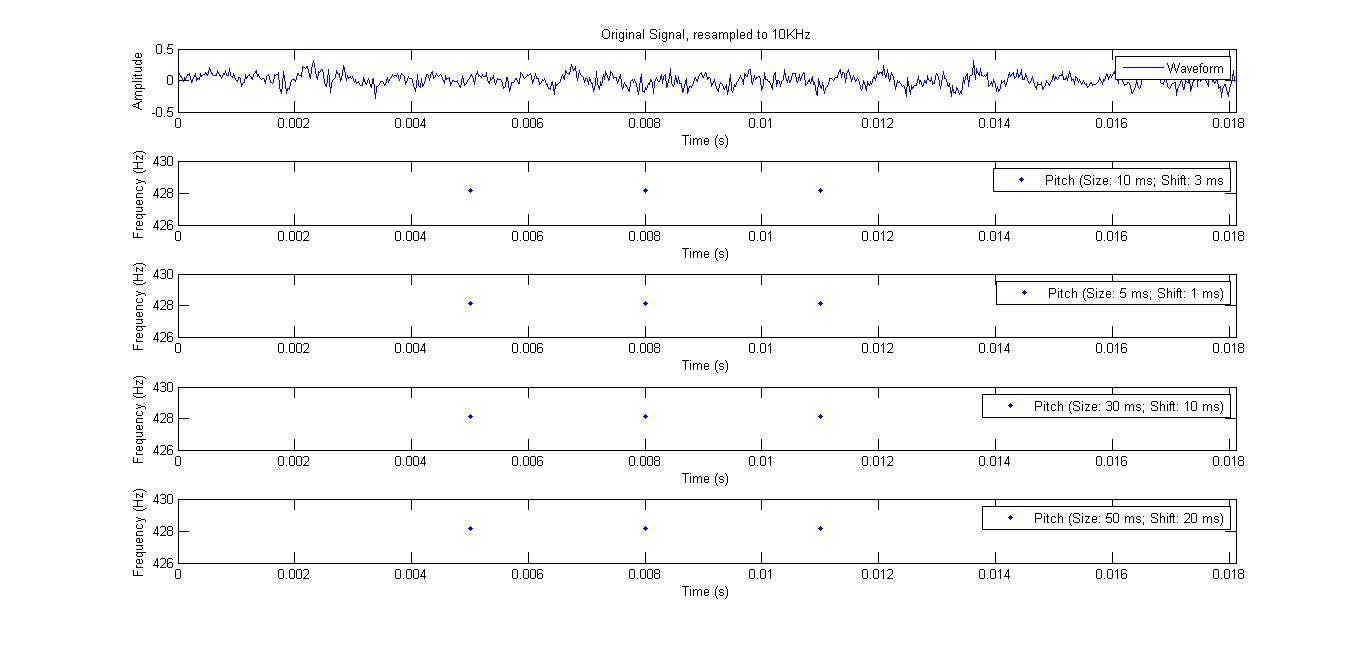 Original Signal, resampled to 10KHz
Amplitude
0.5
0
-0.5
Waveform
0 0.002 0.004 0.006 0.008 0.01 0.012 0.014 0.016 0.018
Time (s)
Frequency (Hz)
430
428
426
Pitch (Size: 10 ms; Shift: 3 ms
0 0.002 0.004 0.006 0.008 0.01 0.012 0.014 0.016 0.018
Time (s)
Frequency (Hz)
430
428
426
Pitch (Size: 5 ms; Shift: 1 ms)
0 0.002 0.004 0.006 0.008 0.01 0.012 0.014 0.016 0.018
Time (s)
Frequency (Hz)
430
428
426
Pitch (Size: 30 ms; Shift: 10 ms)
0 0.002 0.004 0.006 0.008 0.01 0.012 0.014 0.016 0.018
Time (s)
Frequency (Hz)
430
428
426
Pitch (Size: 50 ms; Shift: 20 ms)
0 0.002 0.004 0.006 0.008 0.01 0.012 0.014 0.016 0.018
Time (s)